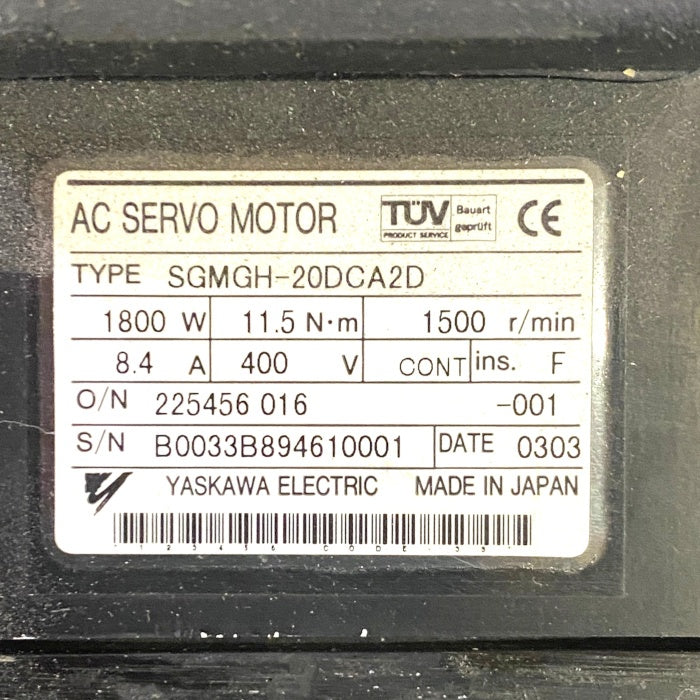 AC SERVO MOTOR TÜV PRODUCT SERVICE Bauart geprüft CE
TYPE SGMGH-20DCA2D
1800 W 11.5 N·m 1500 r/min
8.4 A 400 V CONT ins. F
O/N 225456 016 -001
S/N B0033B894610001 DATE 0303
YASKAWA ELECTRIC MADE IN JAPAN